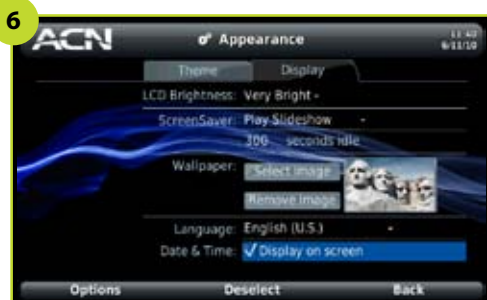 6
ACN Appearance 11:40
6/11/10
Theme Display
LCD Brightness: Very Bright
ScreenSaver: Play Slideshow
300 seconds idle
Wallpaper: Select Image
Remove Image
Language: English (U.S.)
Date & Time: ✓ Display on screen
Options Deselect Back